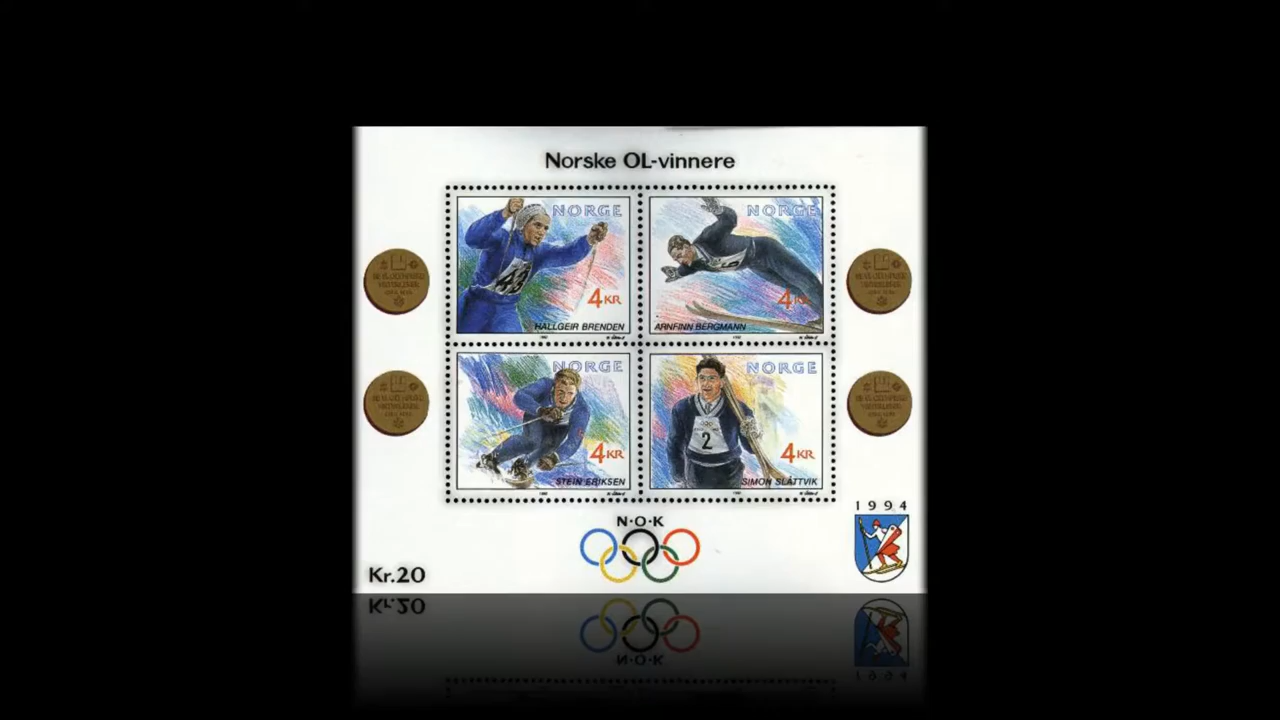 Norske OL-vinnere
NORGE
4KR
HALLGEIR BRENDEN
NORGE
4KR
ARNFINN BERGMANN
NORGE
4KR
STEIN ERIKSEN
NORGE
2
4KR
SIMON SLÅTTVIK
N·O·K
1994
Kr.20